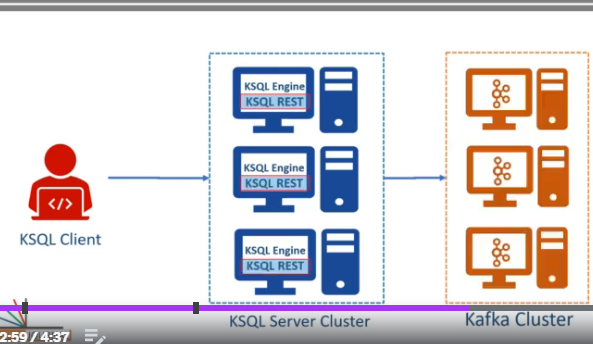 KSQL Engine
KSQL REST
KSQL Engine
KSQL REST
KSQL Engine
KSQL REST
</>
KSQL Client
KSQL Server Cluster
Kafka Cluster
2:59 / 4:37